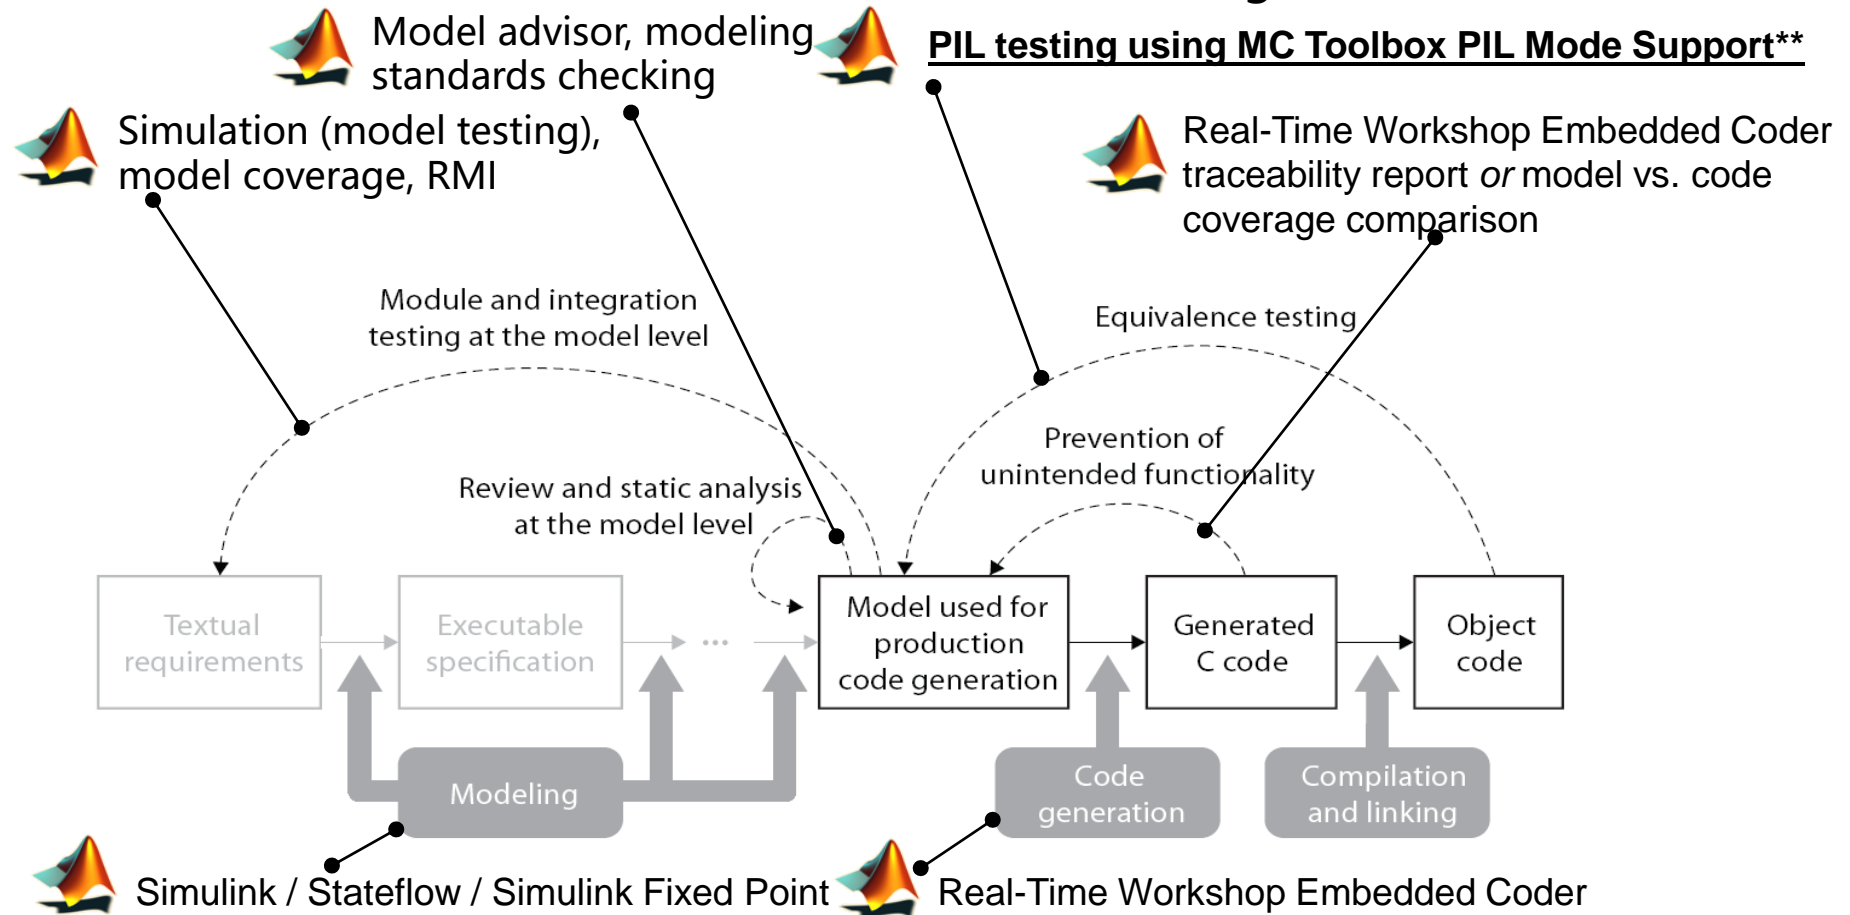 Model advisor, modeling
standards checking
PIL testing using MC Toolbox PIL Mode Support**
Simulation (model testing),
model coverage, RMI
Real-Time Workshop Embedded Coder
traceability report or model vs. code
coverage comparison
Module and integration
testing at the model level
Equivalence testing
Prevention of
unintended functionality
Review and static analysis
at the model level
Textual
requirements
Executable
specification
...
Model used for
production
code generation
Generated
C code
Object
code
Modeling
Code
generation
Compilation
and linking
Simulink / Stateflow / Simulink Fixed Point
Real-Time Workshop Embedded Coder